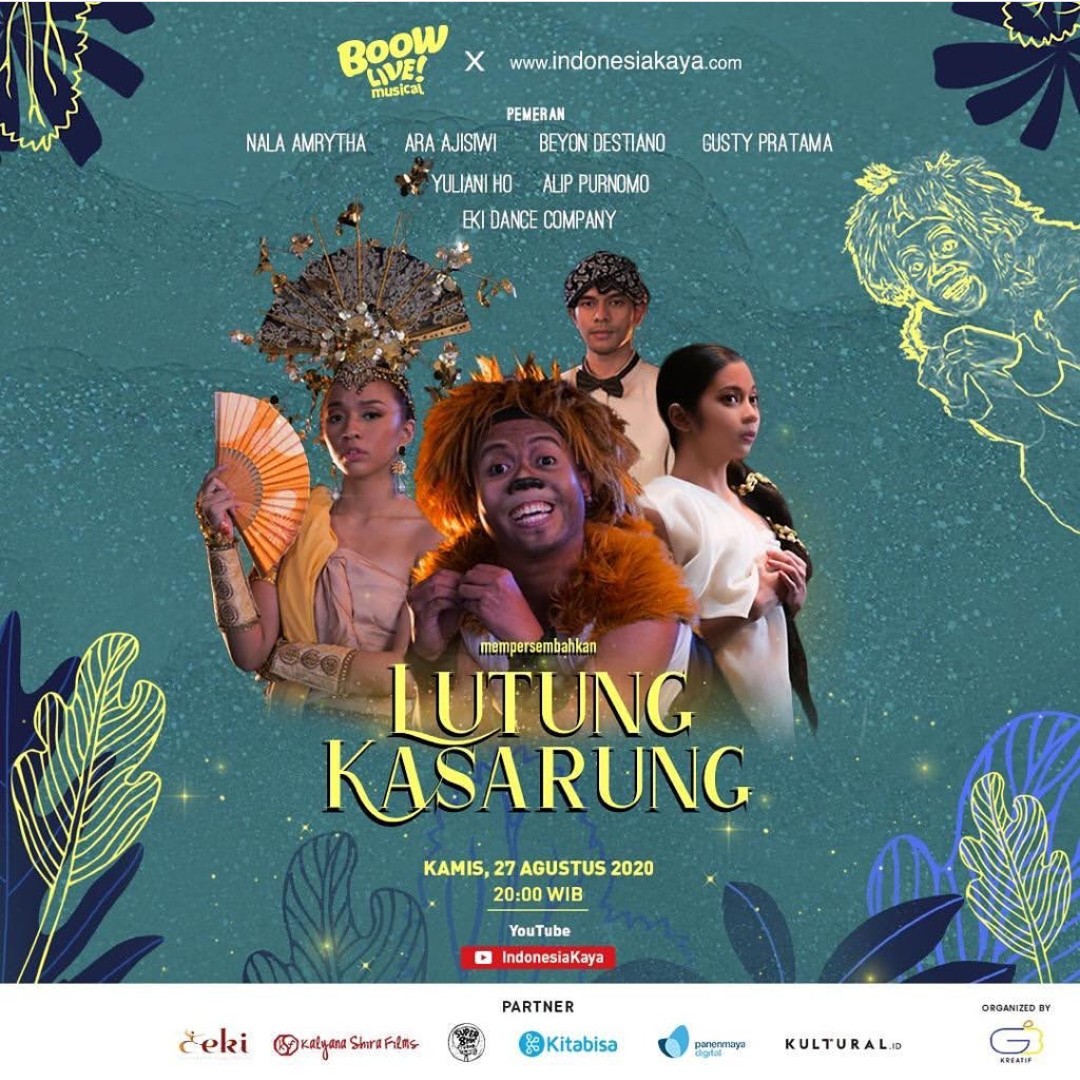 BOOW LIVE! musical X www.indonesiakaya.com
PEMERAN
NALA AMRYTHA ARA AJISIWI BEYON DESTIANO GUSTY PRATAMA
YULIANI HO ALIP PURNOMO
EKI DANCE COMPANY
mempersembahkan
LUTUNG
KASARUNG
KAMIS, 27 AGUSTUS 2020
20:00 WIB
YouTube
IndonesiaKaya
PARTNER
eki Kalyana Shira Films SUPER Kitabisa panenmaya digital KULTURAL.ID
ORGANIZED BY
KREATIF